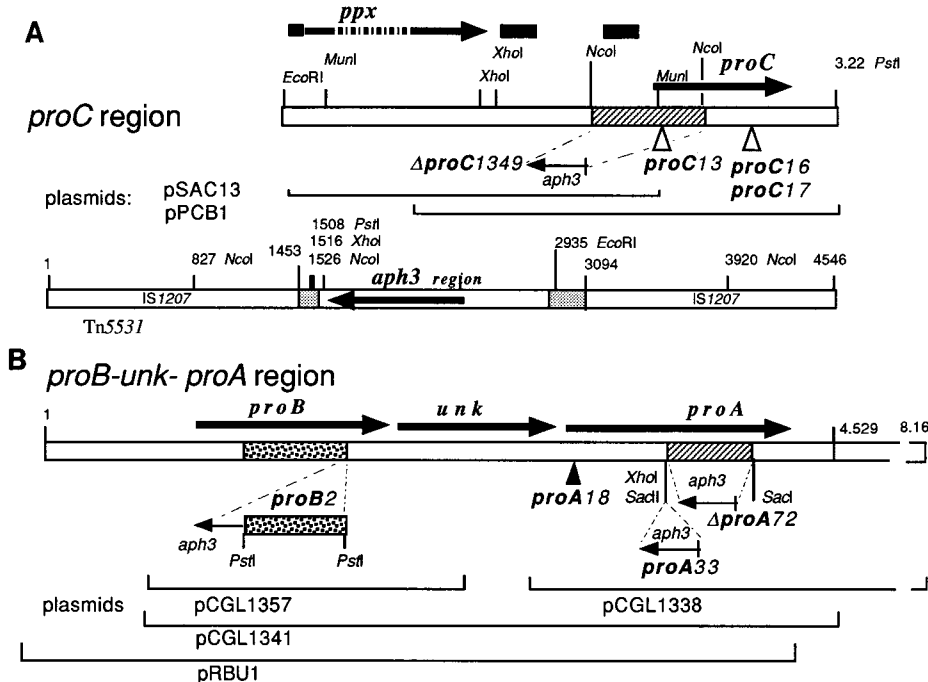 A
ppx
XhoI
NcoI
NcoI
MunI
MunI
proC
3.22 PstI
EcoRI
XhoI
proC region
ΔproC1349
aph3
proC13
proC16
proC17
plasmids:
pSAC13
pPCB1
1508 PstI
1516 XhoI
1526 NcoI
1
827 NcoI
1453
2935 EcoRI
3094
3920 NcoI
4546
aph3 region
IS1207
IS1207
Tn5531
B
proB-unk- proA region
1
proB
unk
proA
4.529
8.16
XhoI
SacII
aph3
SacI
proB2
proA18
ΔproA72
aph3
aph3
PstI
PstI
proA33
plasmids
pCGL1357
pCGL1338
pCGL1341
pRBU1